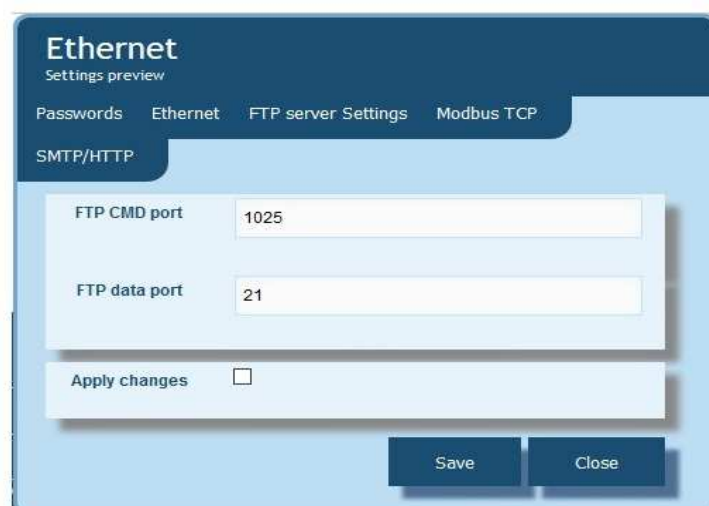 Ethernet
Settings preview
Passwords Ethernet FTP server Settings Modbus TCP
SMTP/HTTP
FTP CMD port 1025
FTP data port 21
Apply changes
Save Close